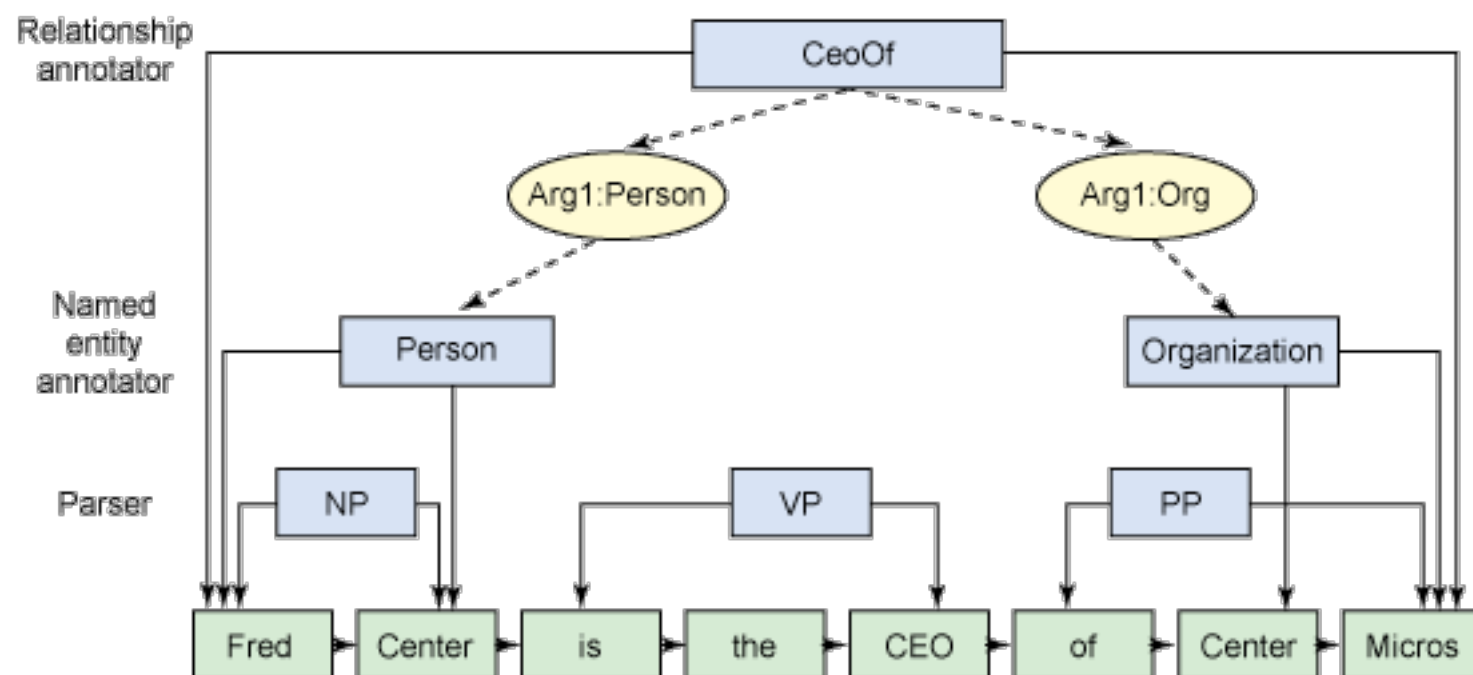 Relationship
annotator
CeoOf
Arg1:Person
Arg1:Org
Named
entity
annotator
Person
Organization
Parser
NP
VP
PP
Fred
Center
is
the
CEO
of
Center
Micros